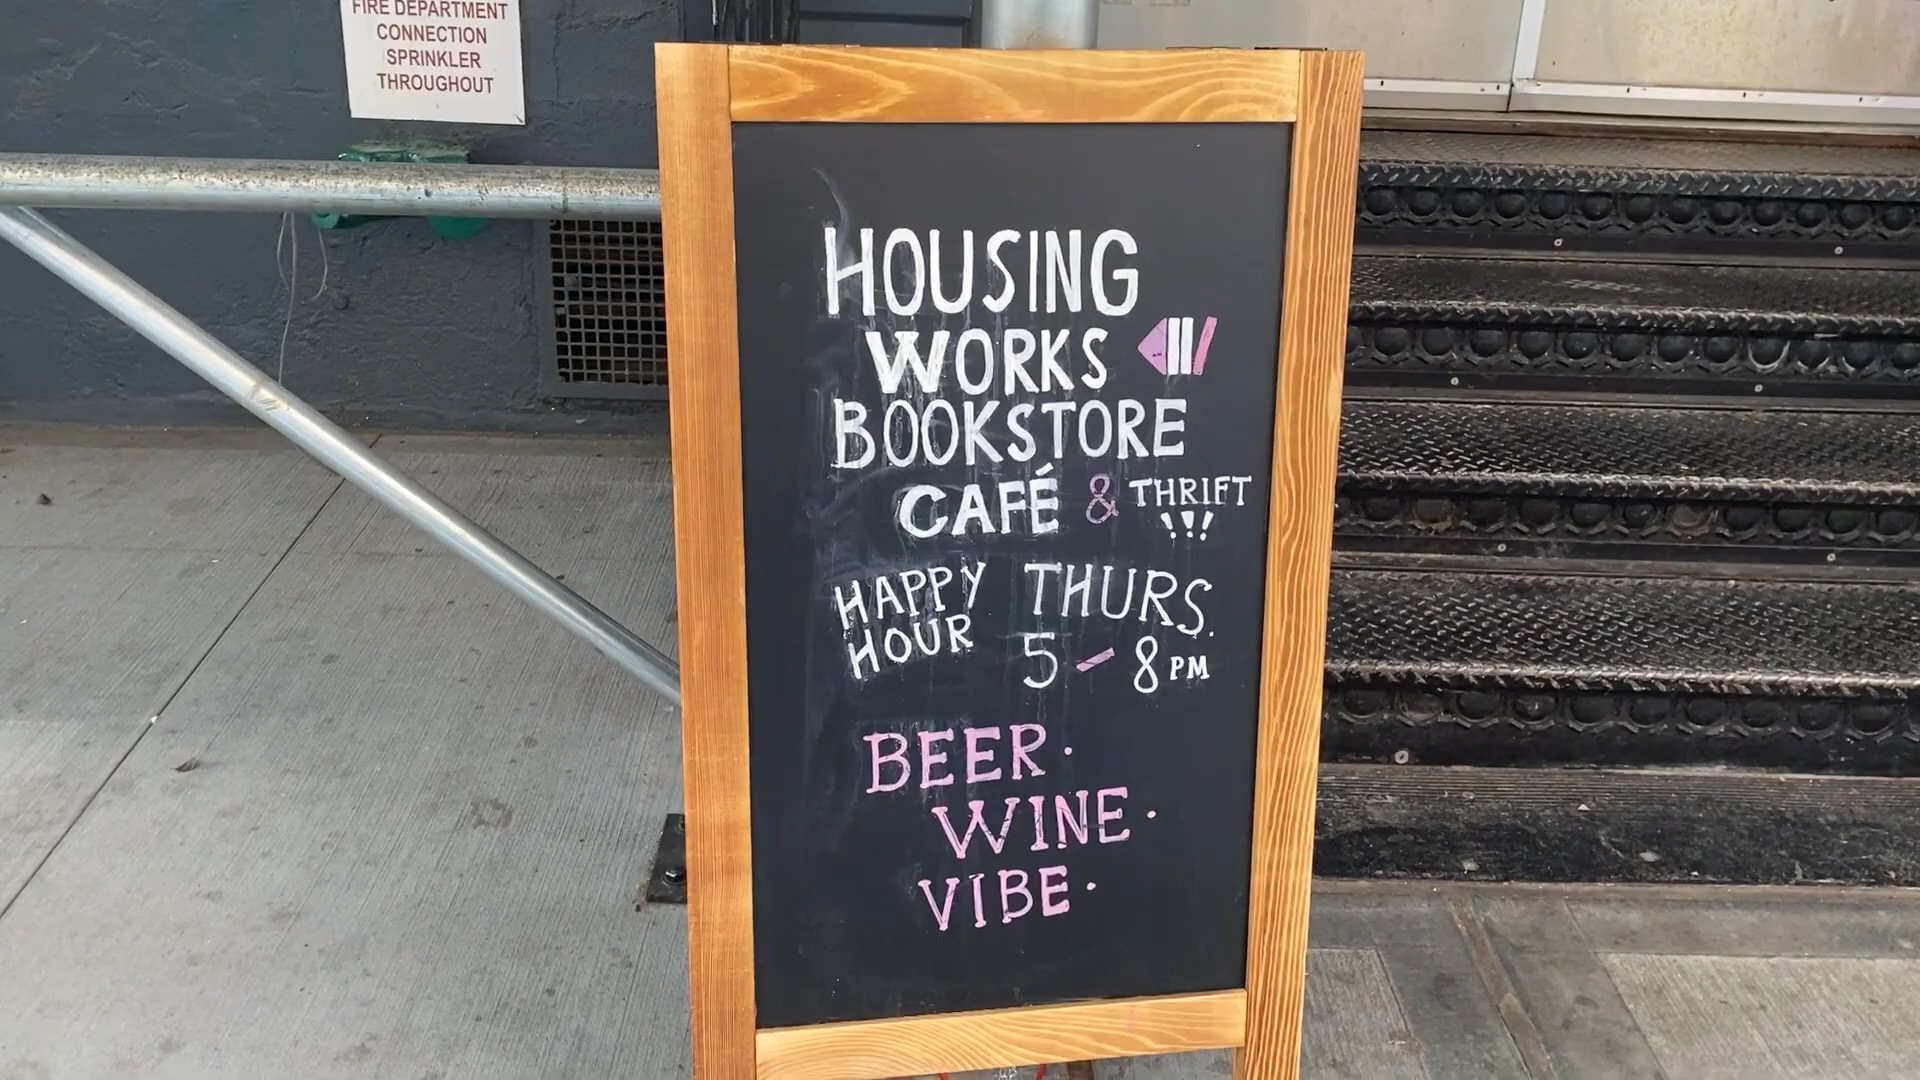 FIRE DEPARTMENT
CONNECTION
SPRINKLER
THROUGHOUT
HOUSING
WORKS
BOOKSTORE
CAFÉ & THRIFT
!!!
HAPPY HOUR
THURS.
5 - 8 PM
BEER.
WINE.
VIBE.